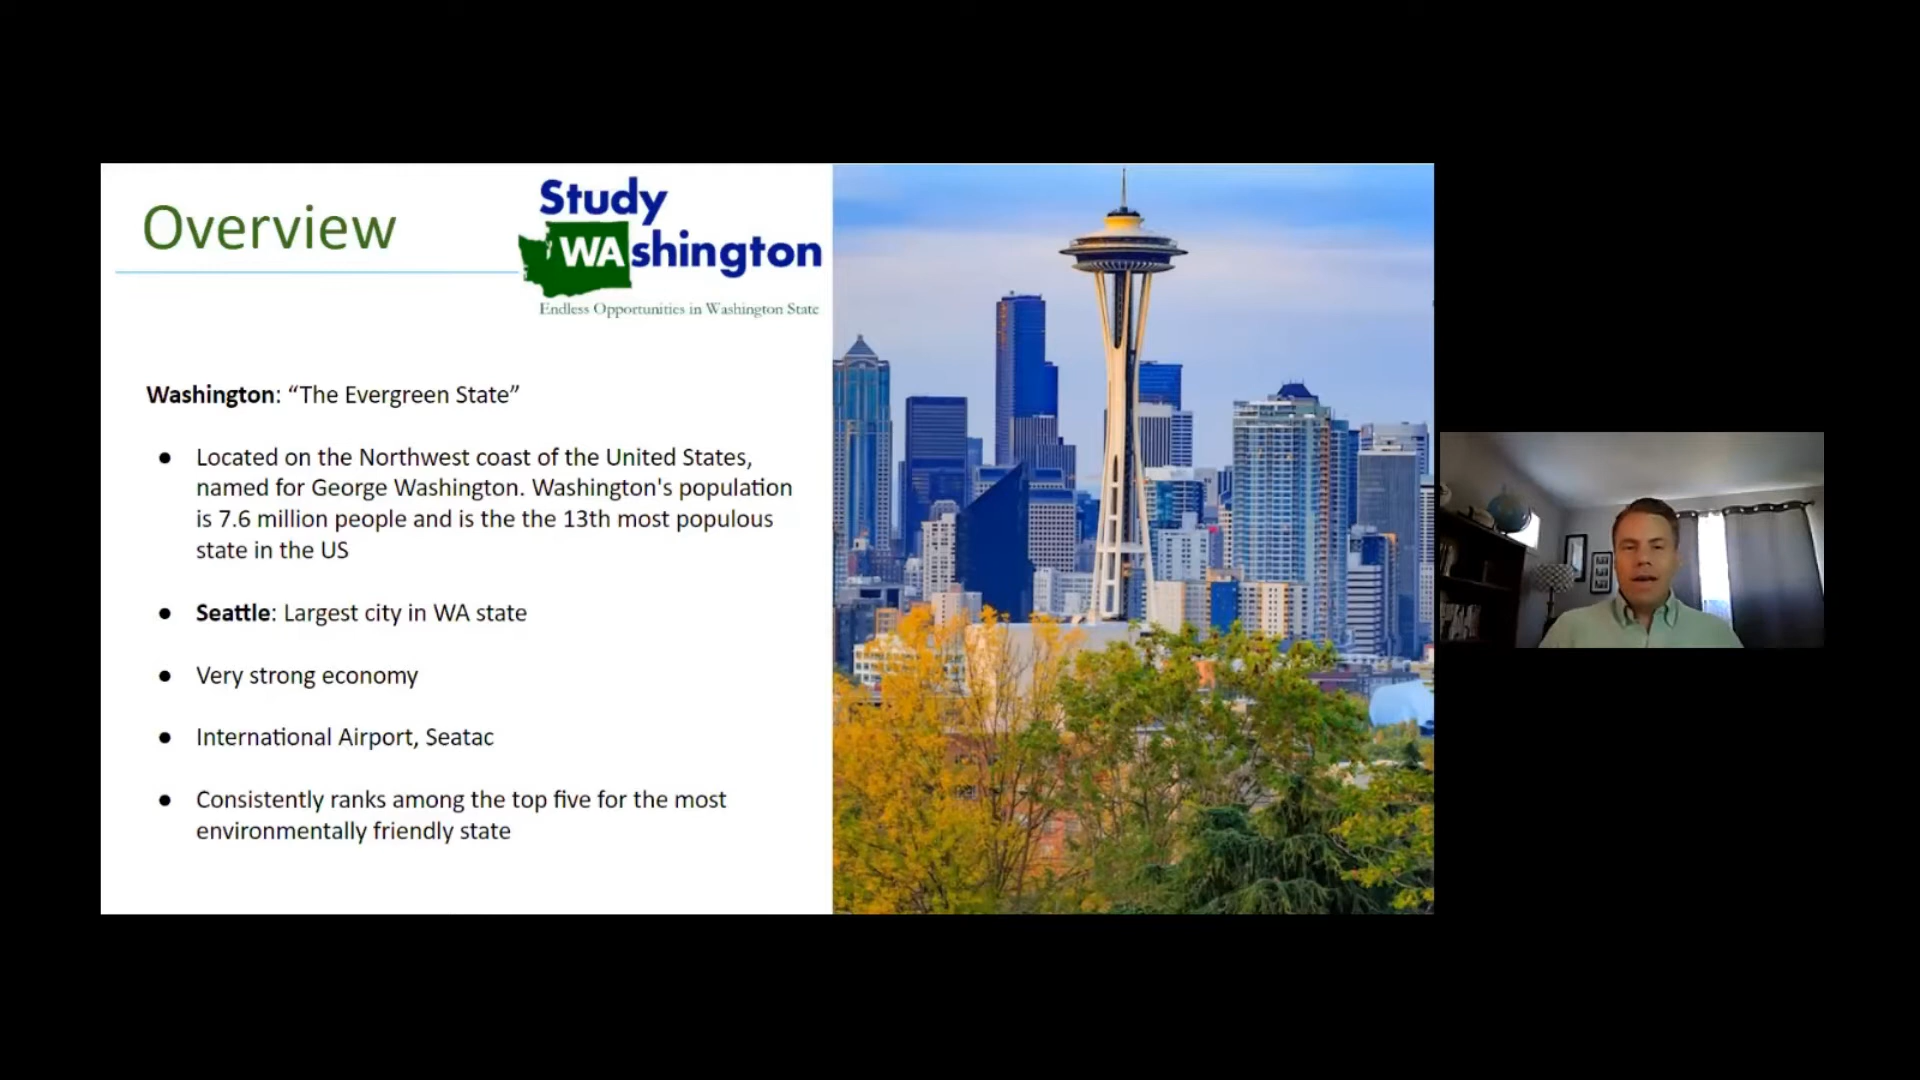 Overview
Study
WAshington
Endless Opportunities in Washington State
Washington: “The Evergreen State”
● Located on the Northwest coast of the United States,
named for George Washington. Washington's population
is 7.6 million people and is the the 13th most populous
state in the US
● Seattle: Largest city in WA state
● Very strong economy
● International Airport, Seatac
● Consistently ranks among the top five for the most
environmentally friendly state